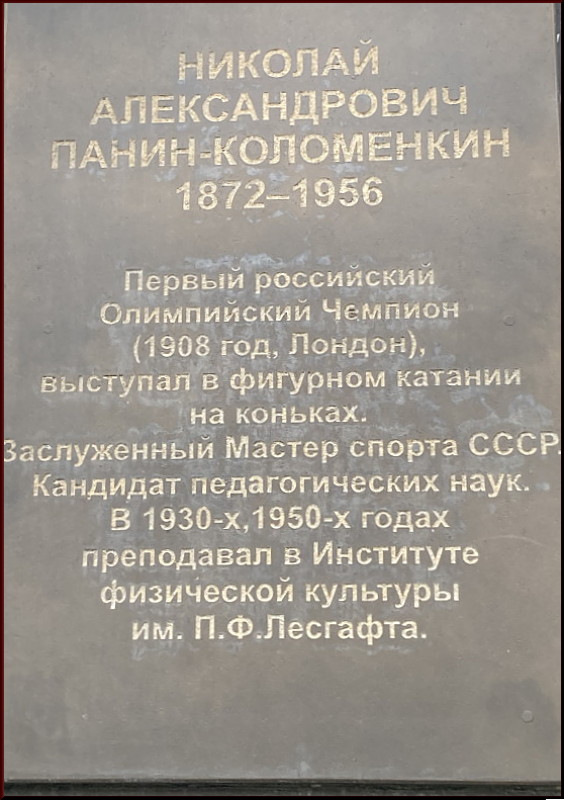 НИКОЛАЙ
АЛЕКСАНДРОВИЧ
ПАНИН-КОЛОМЕНКИН
1872–1956
Первый российский
Олимпийский Чемпион
(1908 год, Лондон),
выступал в фигурном катании
на коньках.
Заслуженный Мастер спорта СССР.
Кандидат педагогических наук.
В 1930-х,1950-х годах
преподавал в Институте
физической культуры
им. П.Ф.Лесгафта.